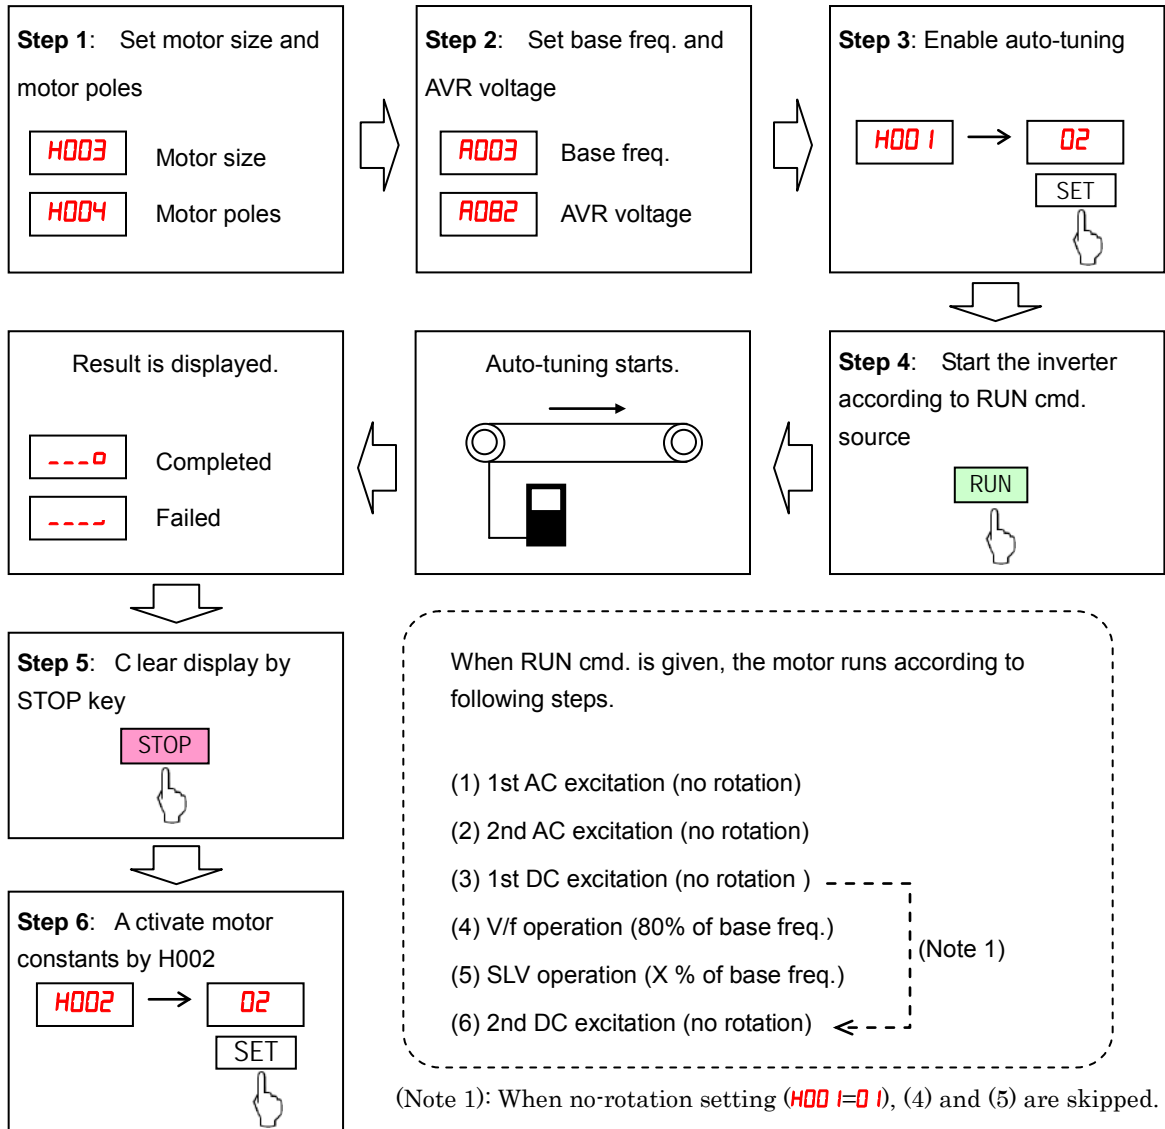 Step 1: Set motor size and
motor poles
H003 Motor size
H004 Motor poles
Step 2: Set base freq. and
AVR voltage
A003 Base freq.
A082 AVR voltage
Step 3: Enable auto-tuning
H001 → 02
SET
Step 4: Start the inverter
according to RUN cmd.
source
RUN
Auto-tuning starts.
Result is displayed.
___o Completed
Failed
Step 5: C lear display by
STOP key
STOP
Step 6: A ctivate motor
constants by H002
H002 → 02
SET
When RUN cmd. is given, the motor runs according to
following steps.
(1) 1st AC excitation (no rotation)
(2) 2nd AC excitation (no rotation)
(3) 1st DC excitation (no rotation )
(4) V/f operation (80% of base freq.)
(5) SLV operation (X % of base freq.)
(6) 2nd DC excitation (no rotation)
(Note 1)
(Note 1): When no-rotation setting (H001=01), (4) and (5) are skipped.